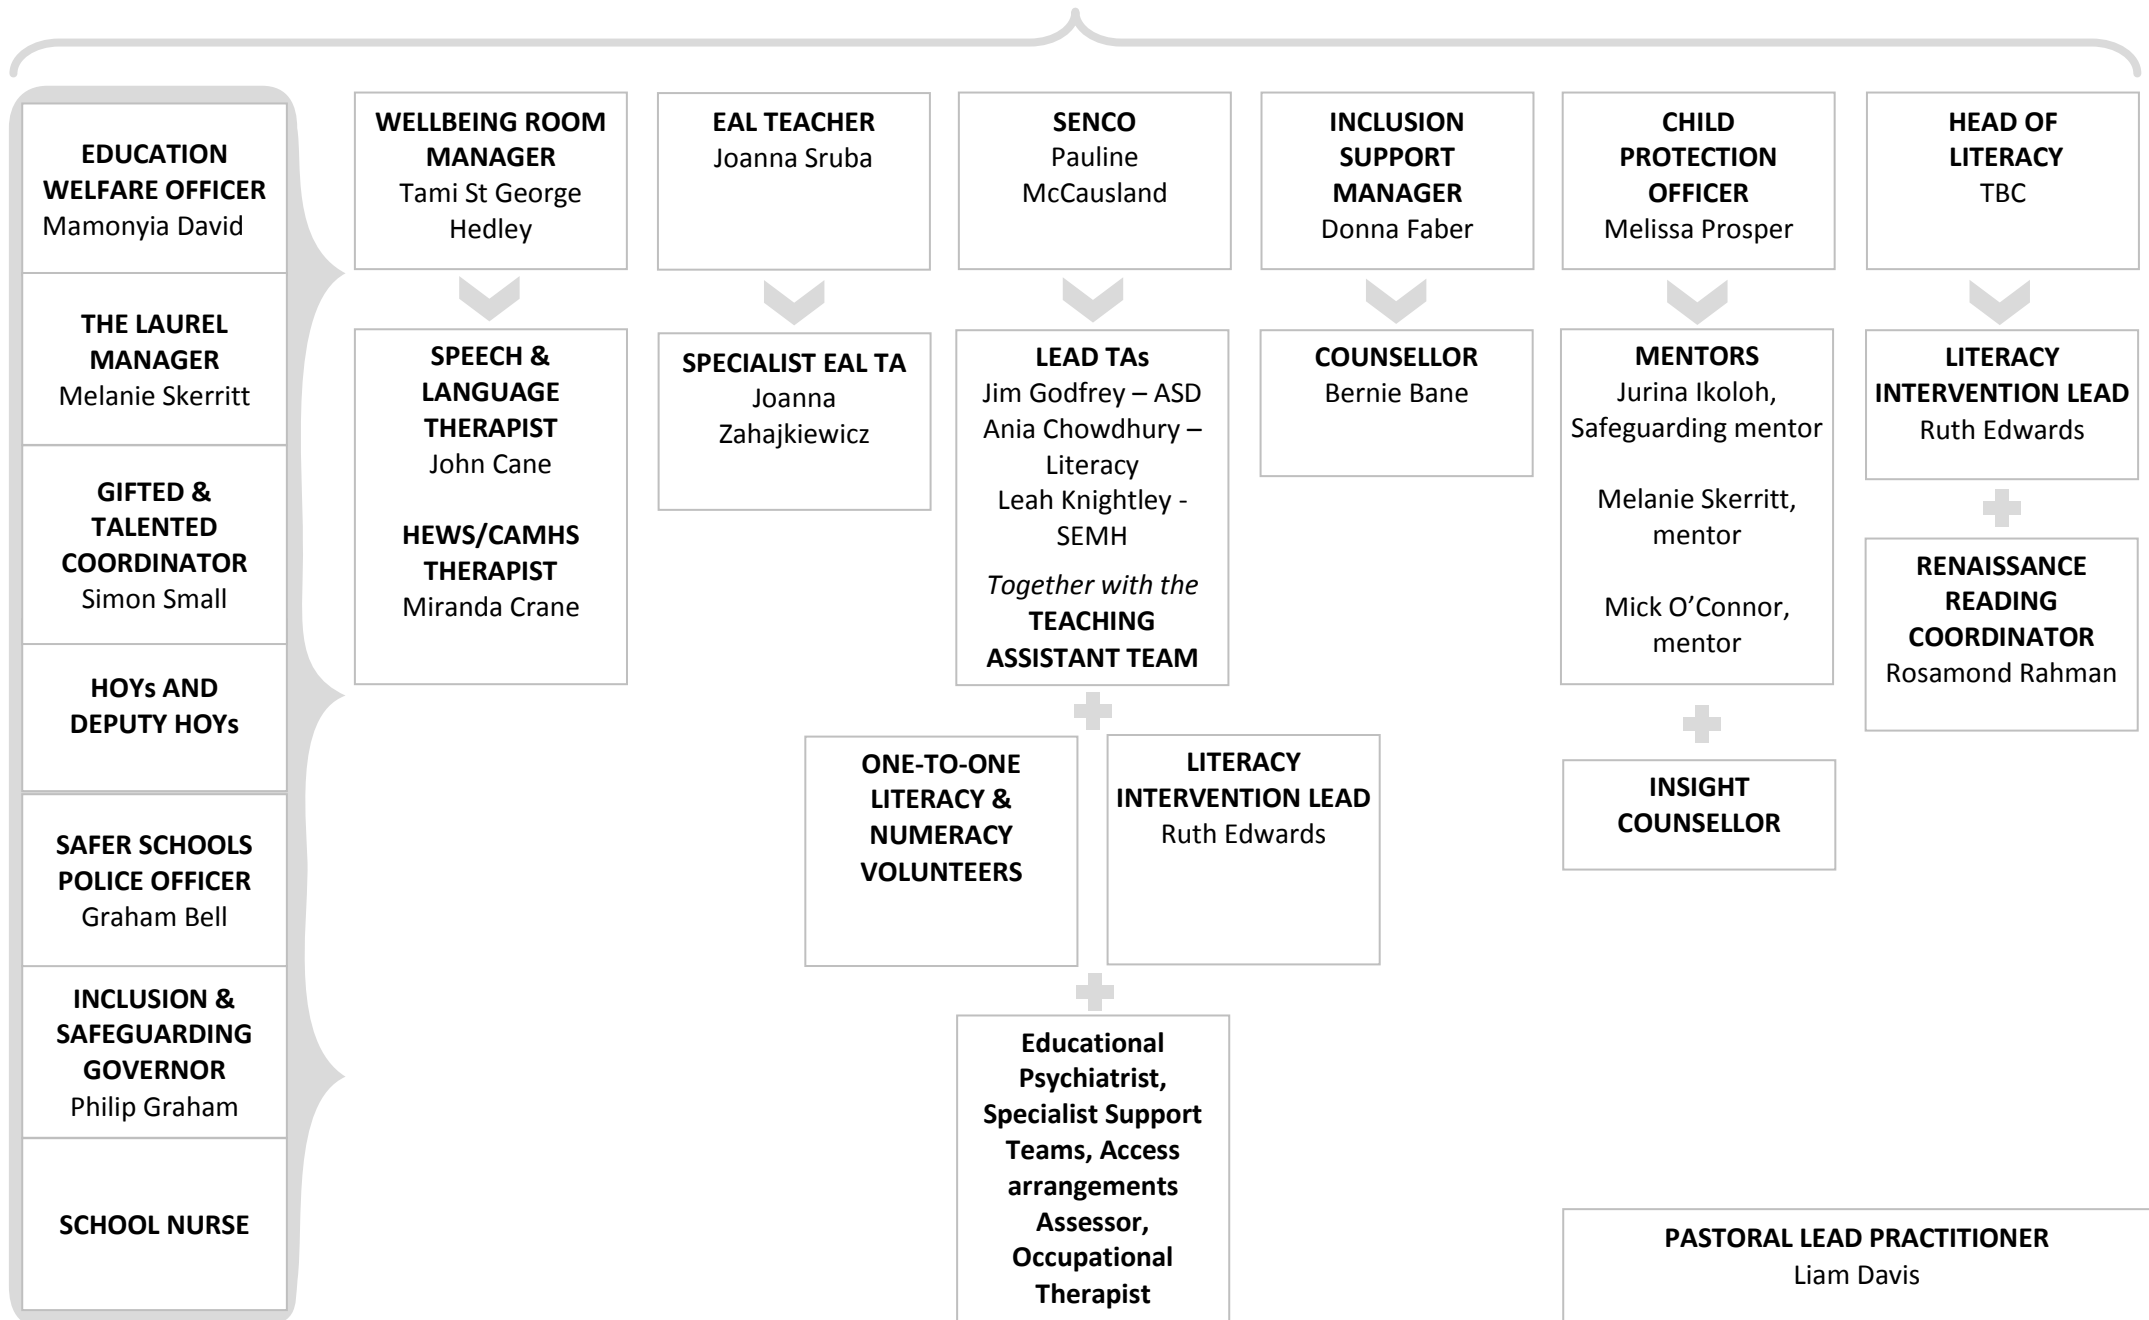 EDUCATION
WELFARE OFFICER
Mamonyia David
THE LAUREL
MANAGER
Melanie Skerritt
GIFTED &
TALENTED
COORDINATOR
Simon Small
HOYs AND
DEPUTY HOYs
SAFER SCHOOLS
POLICE OFFICER
Graham Bell
INCLUSION &
SAFEGUARDING
GOVERNOR
Philip Graham
SCHOOL NURSE
WELLBEING ROOM
MANAGER
Tami St George
Hedley
SPEECH &
LANGUAGE
THERAPIST
John Cane
HEWS/CAMHS
THERAPIST
Miranda Crane
EAL TEACHER
Joanna Sruba
SPECIALIST EAL TA
Joanna
Zahajkiewicz
SENCO
Pauline
McCausland
LEAD TAs
Jim Godfrey – ASD
Ania Chowdhury –
Literacy
Leah Knightley -
SEMH
Together with the
TEACHING
ASSISTANT TEAM
ONE-TO-ONE
LITERACY &
NUMERACY
VOLUNTEERS
LITERACY
INTERVENTION LEAD
Ruth Edwards
Educational
Psychiatrist,
Specialist Support
Teams, Access
arrangements
Assessor,
Occupational
Therapist
INCLUSION
SUPPORT
MANAGER
Donna Faber
COUNSELLOR
Bernie Bane
CHILD
PROTECTION
OFFICER
Melissa Prosper
MENTORS
Jurina Ikoloh,
Safeguarding mentor
Melanie Skerritt,
mentor
Mick O’Connor,
mentor
INSIGHT
COUNSELLOR
HEAD OF
LITERACY
TBC
LITERACY
INTERVENTION LEAD
Ruth Edwards
RENAISSANCE
READING
COORDINATOR
Rosamond Rahman
PASTORAL LEAD PRACTITIONER
Liam Davis